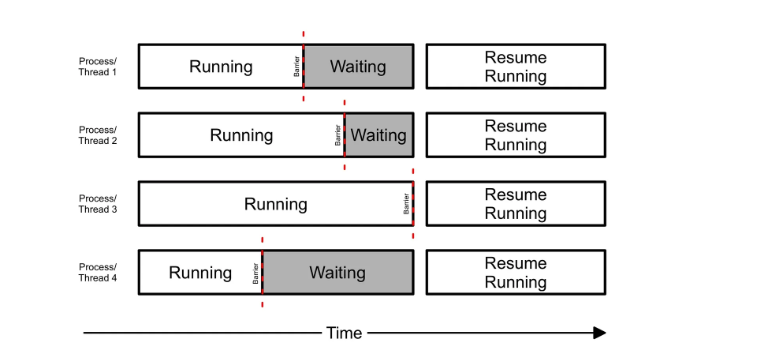 Process/
Thread 1
Running
Barrier
Waiting
Resume
Running
Process/
Thread 2
Running
Barrier
Waiting
Resume
Running
Process/
Thread 3
Running
Barrier
Resume
Running
Process/
Thread 4
Running
Barrier
Waiting
Resume
Running
Time